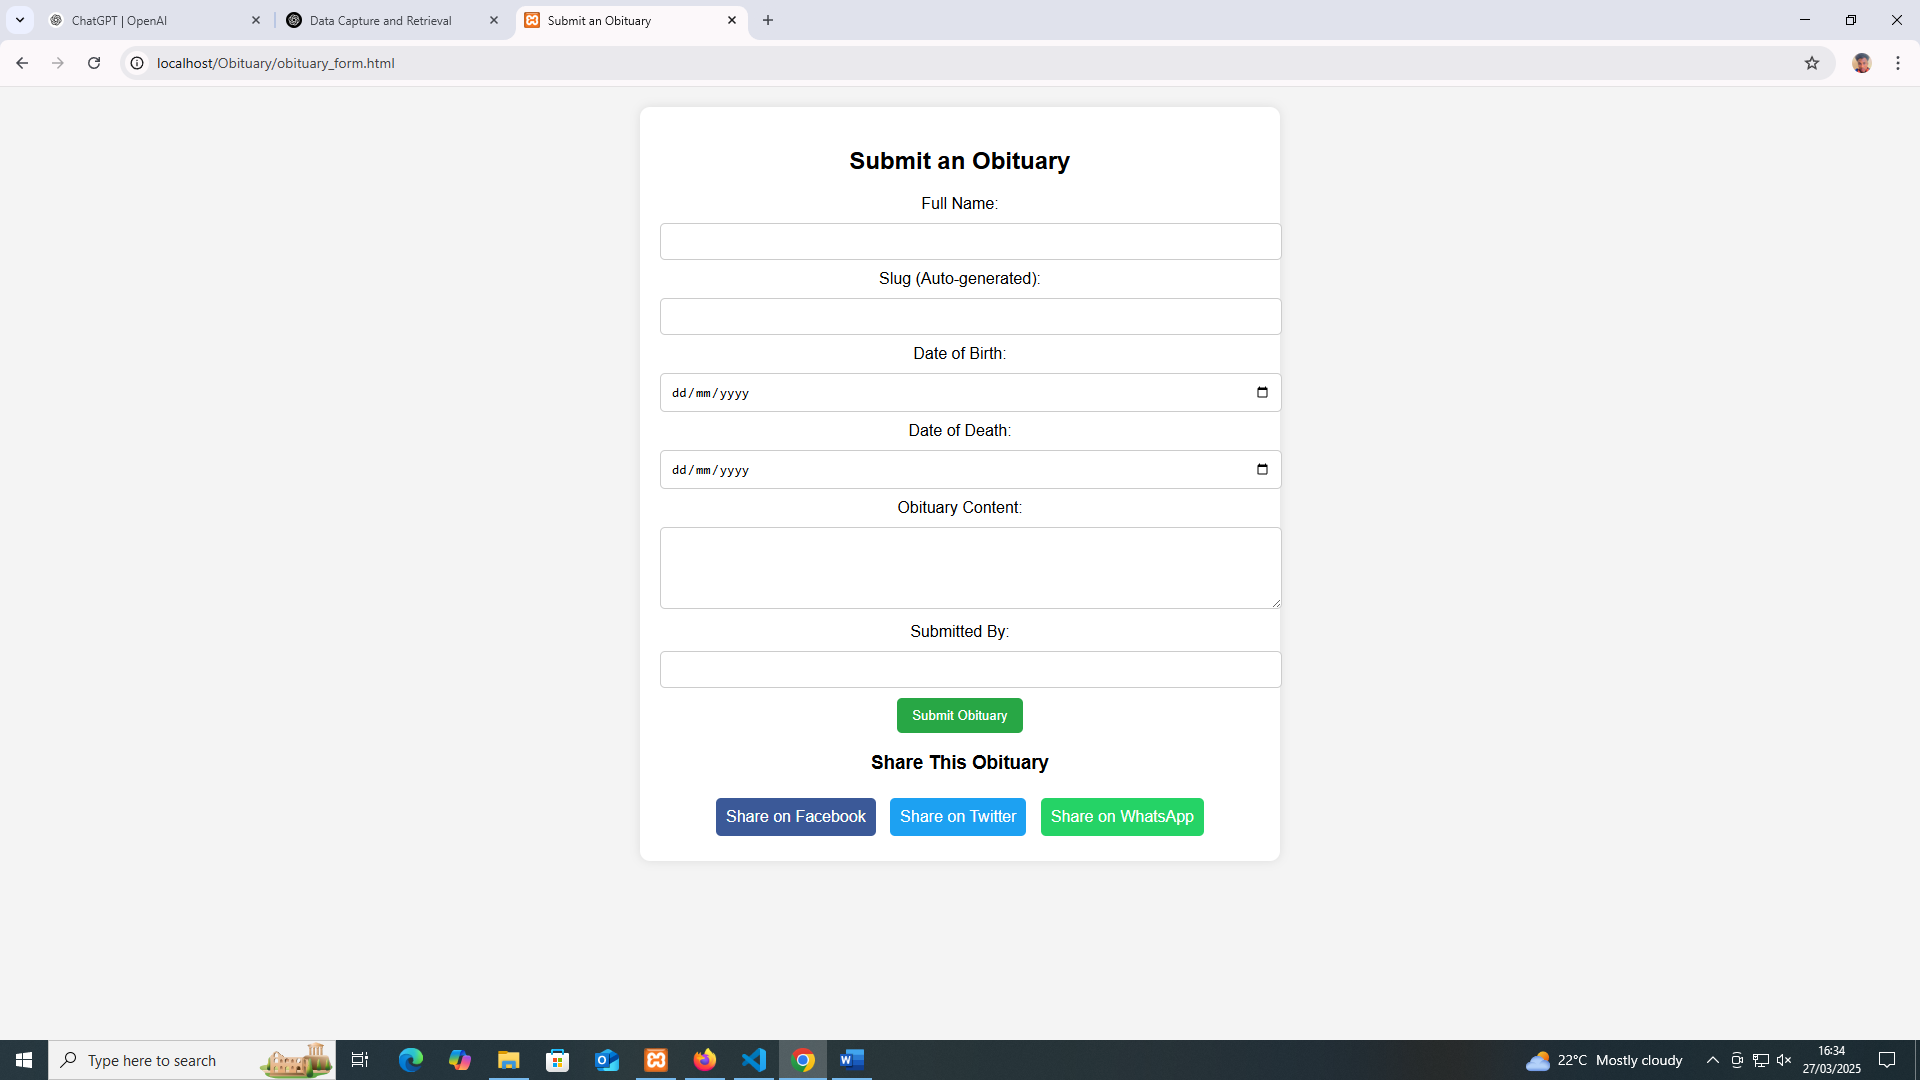 ChatGPT | OpenAI
Data Capture and Retrieval
Submit an Obituary
localhost/Obituary/obituary_form.html
Submit an Obituary
Full Name:
Slug (Auto-generated):
Date of Birth:
dd/mm/yyyy
Date of Death:
dd/mm/yyyy
Obituary Content:
Submitted By:
Submit Obituary
Share This Obituary
Share on Facebook
Share on Twitter
Share on WhatsApp
Type here to search
22°C Mostly cloudy
16:34
27/03/2025